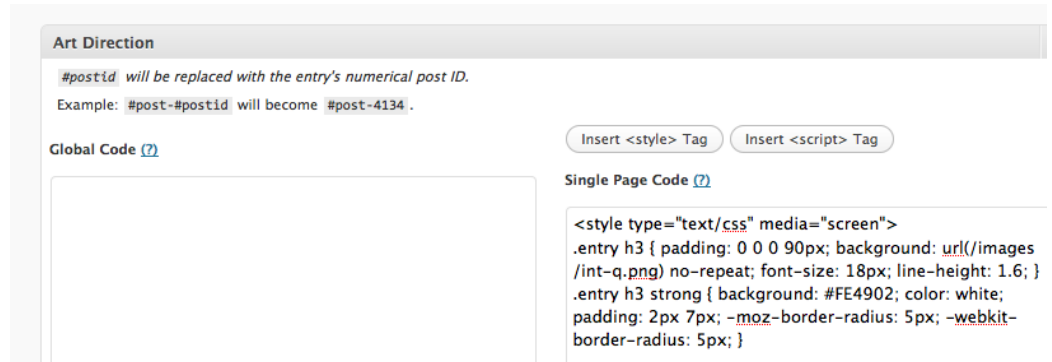 Art Direction
#postid will be replaced with the entry's numerical post ID.
Example: #post-#postid will become #post-4134.
Global Code (?)
Insert <style> Tag
Insert <script> Tag
Single Page Code (?)
<style type="text/css" media="screen">
.entry h3 { padding: 0 0 0 90px; background: url(/images
/int-q.png) no-repeat; font-size: 18px; line-height: 1.6; }
.entry h3 strong { background: #FE4902; color: white;
padding: 2px 7px; -moz-border-radius: 5px; -webkit-
border-radius: 5px; }